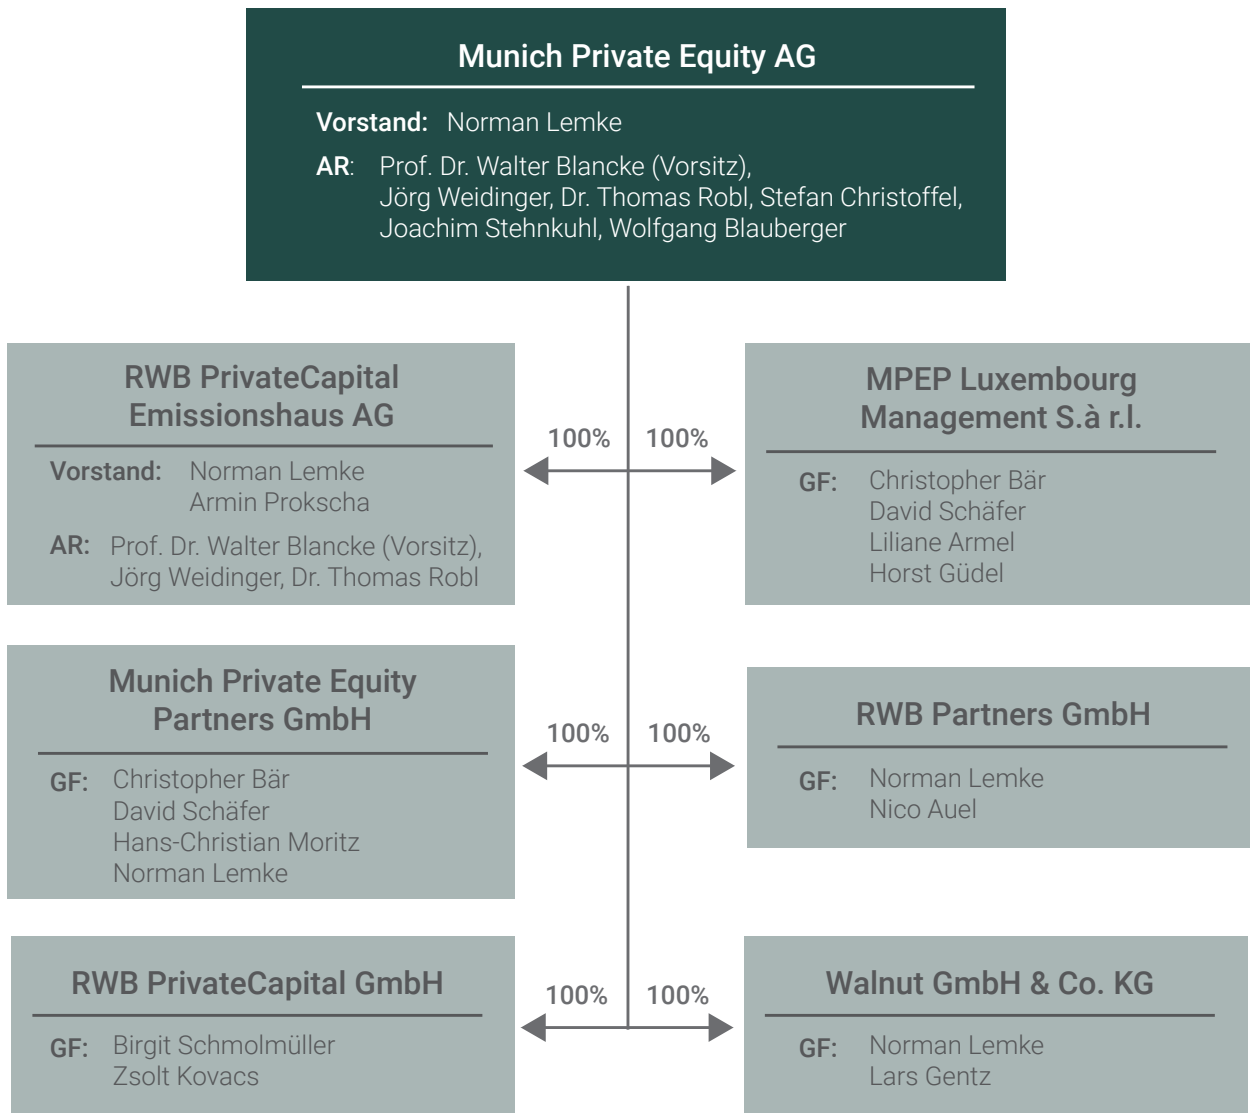 Munich Private Equity AG
Vorstand: Norman Lemke
AR: Prof. Dr. Walter Blancke (Vorsitz),
Jörg Weidinger, Dr. Thomas Robl, Stefan Christoffel,
Joachim Stehnkuhl, Wolfgang Blauberger
RWB PrivateCapital
Emissionshaus AG
Vorstand: Norman Lemke
Armin Prokscha
AR: Prof. Dr. Walter Blancke (Vorsitz),
Jörg Weidinger, Dr. Thomas Robl
100% 100%
MPEP Luxembourg
Management S.à r.l.
GF: Christopher Bär
David Schäfer
Liliane Armel
Horst Güdel
Munich Private Equity
Partners GmbH
GF: Christopher Bär
David Schäfer
Hans-Christian Moritz
Norman Lemke
100% 100%
RWB Partners GmbH
GF: Norman Lemke
Nico Auel
RWB PrivateCapital GmbH
GF: Birgit Schmolmüller
Zsolt Kovacs
100% 100%
Walnut GmbH & Co. KG
GF: Norman Lemke
Lars Gentz